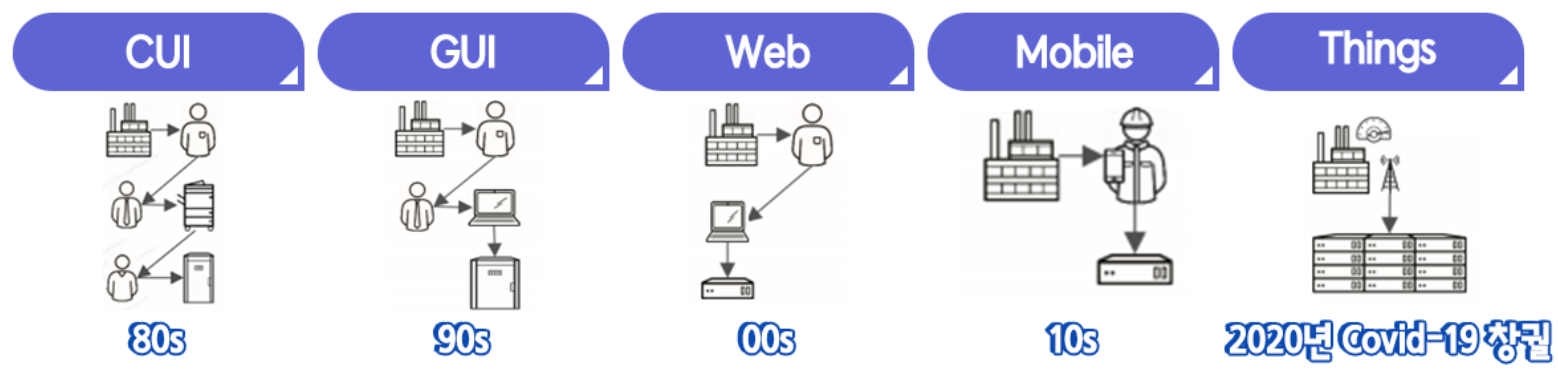 CUI
GUI
Web
Mobile
Things
80s
90s
00s
10s
2020년 Covid-19 창궐